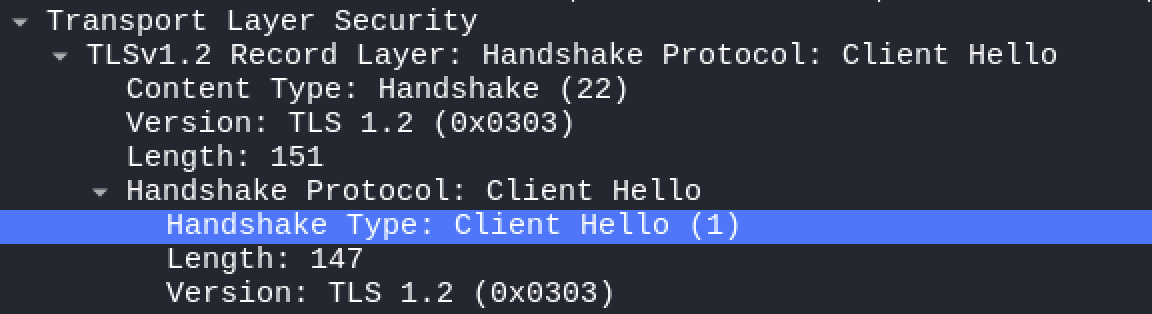 Transport Layer Security
TLSv1.2 Record Layer: Handshake Protocol: Client Hello
Content Type: Handshake (22)
Version: TLS 1.2 (0x0303)
Length: 151
Handshake Protocol: Client Hello
Handshake Type: Client Hello (1)
Length: 147
Version: TLS 1.2 (0x0303)